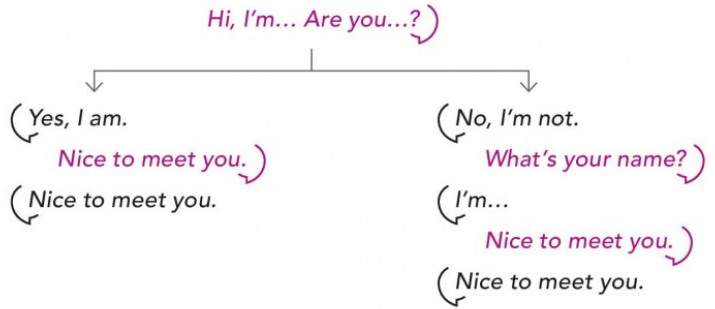 Hi, I'm... Are you...?
Yes, I am.
Nice to meet you.
Nice to meet you.
No, I'm not.
What's your name?
I'm...
Nice to meet you.
Nice to meet you.